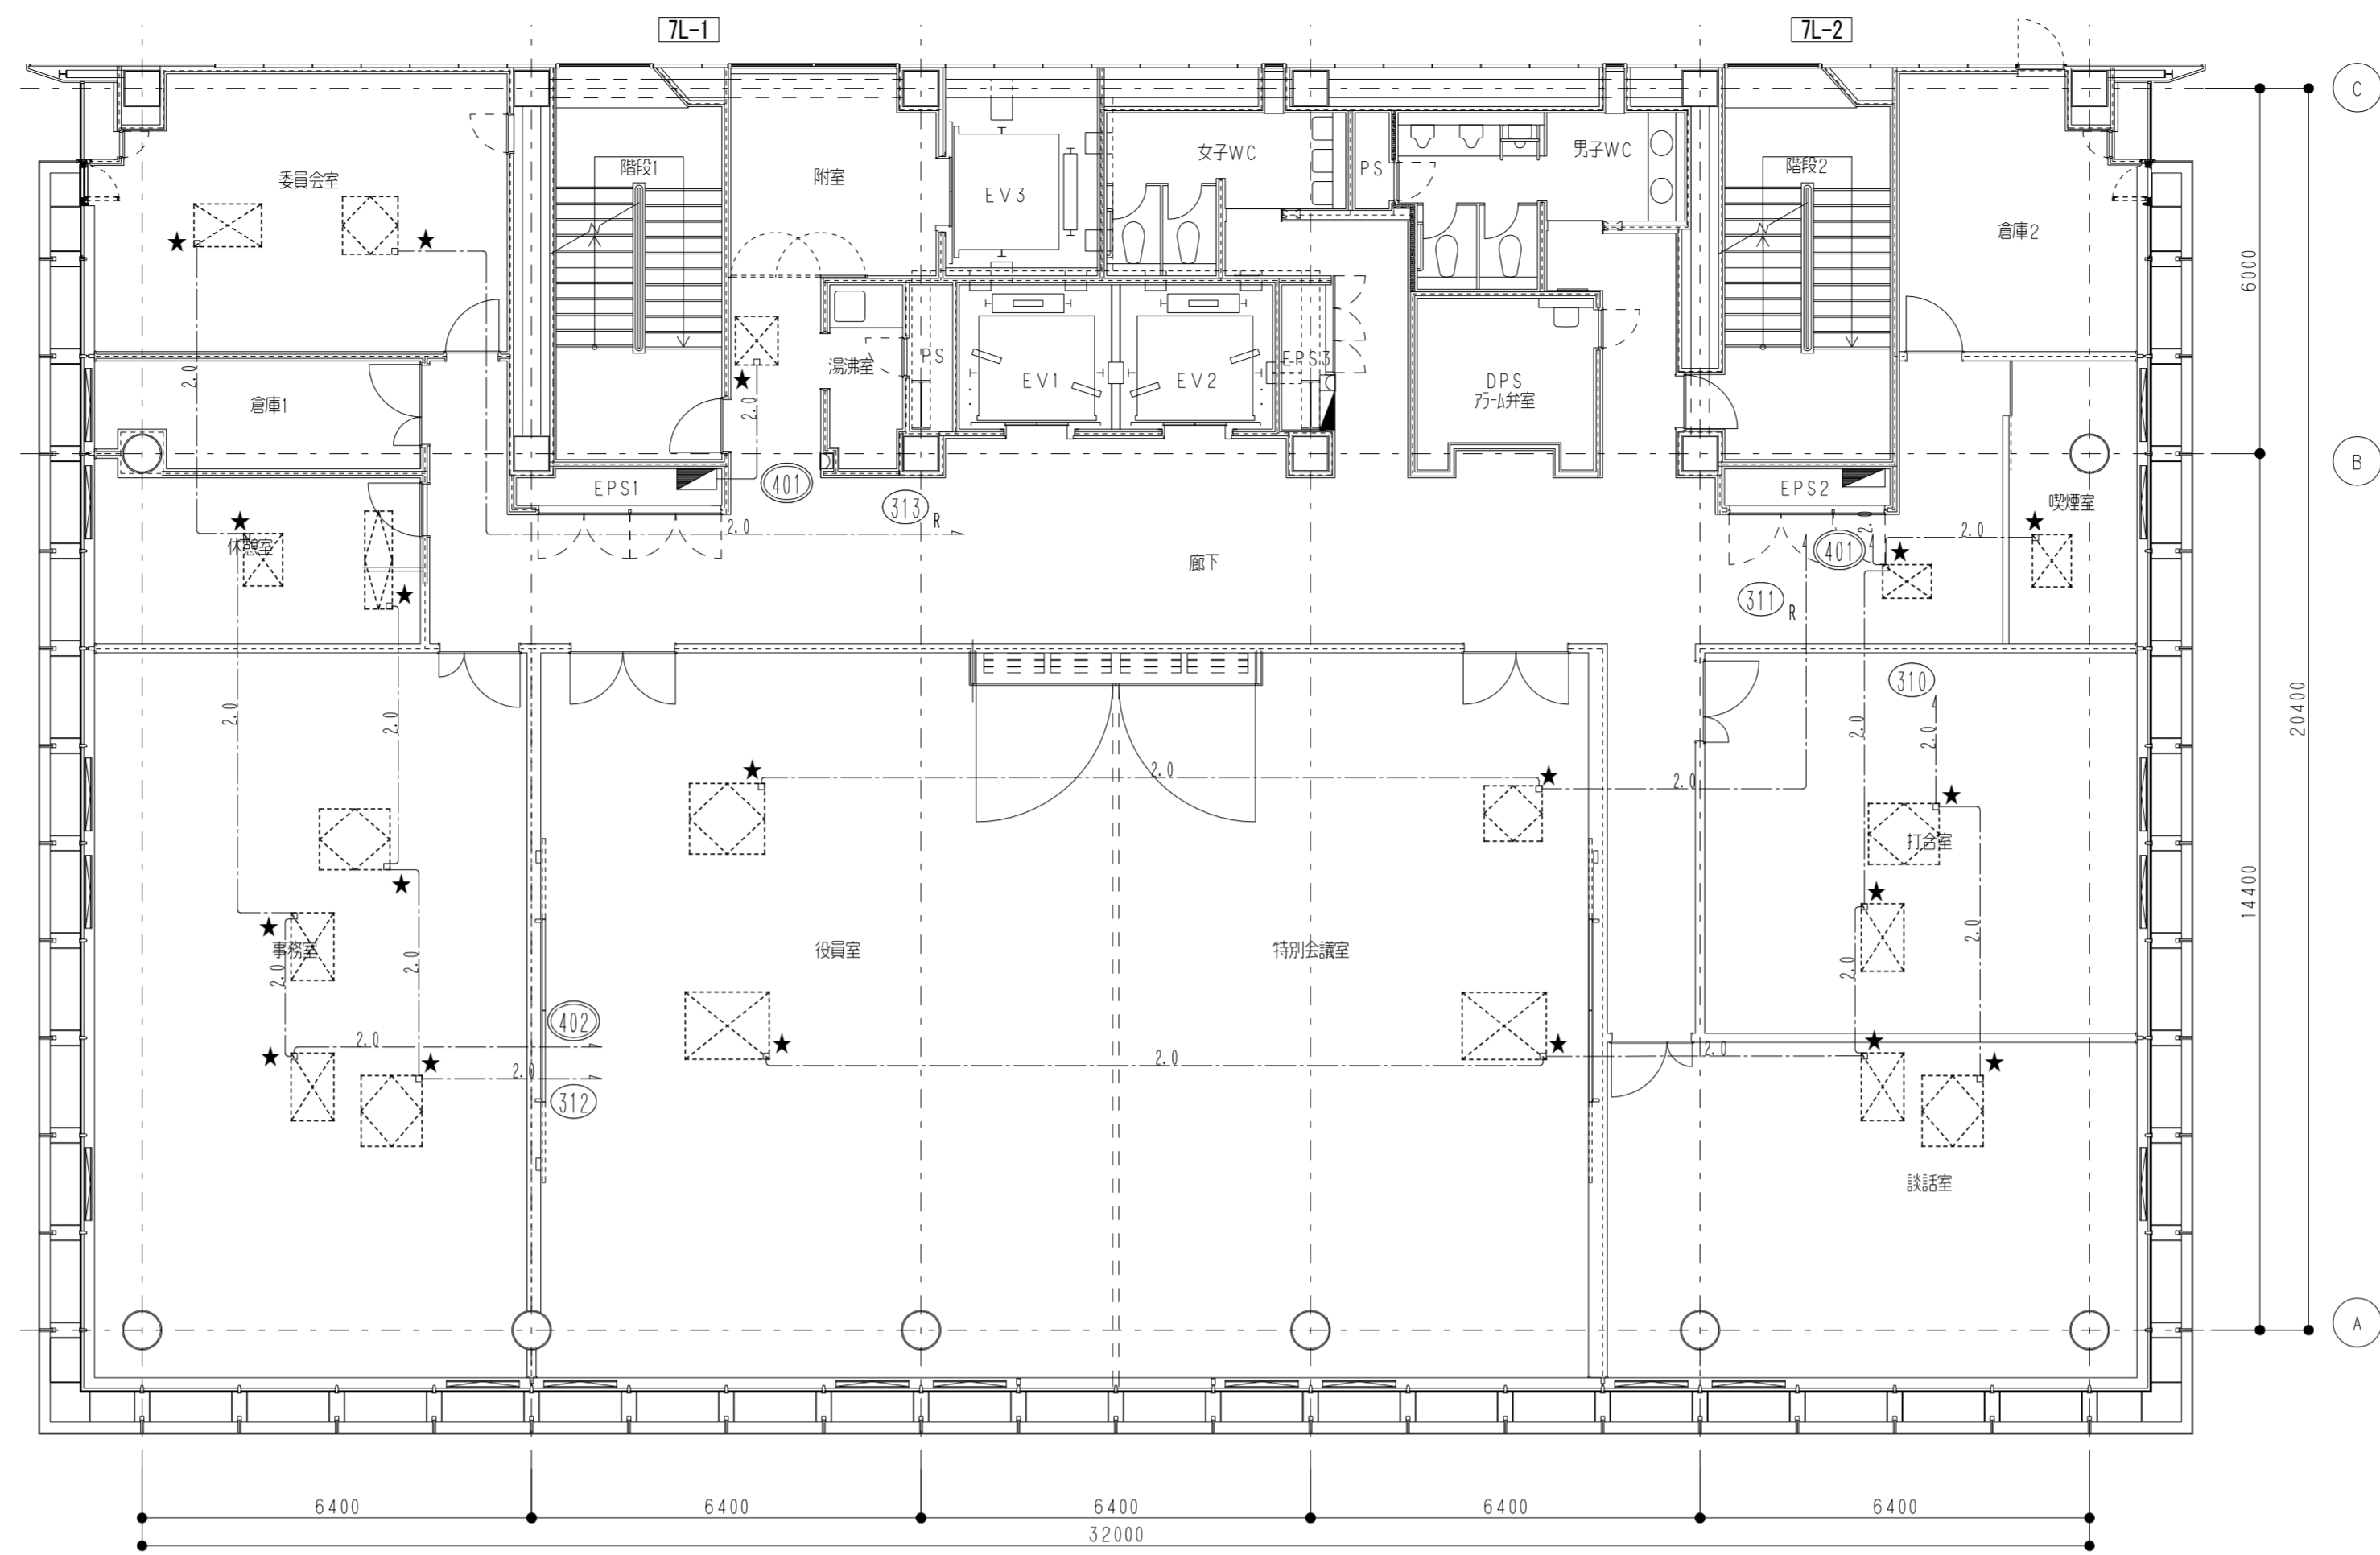 7L-1
7L-2
C
委員会室
★
★
階段1
附室
EV3
女子WC
PS
男子WC
階段2
倉庫2
6000
2.0
倉庫1
★
2.0
湯沸室
PS
EV1
EV2
EPS3
DPS
アラーム弁室
B
EPS1
401
313
R
EPS2
喫煙室
★
休憩室
2.0
廊下
2.0
401
★
2.0
★
★
311
R
310
20400
2.0
2.0
2.0
2.0
★
2.0
★
2.0
★
打合室
14400
★
★
★
事務室
2.0
2.0
役員室
特別会議室
2.0
2.0
402
★
2.0
★
★
2.0
★
2.0
★
2.0
★
★
312
談話室
A
6400
6400
6400
6400
6400
32000